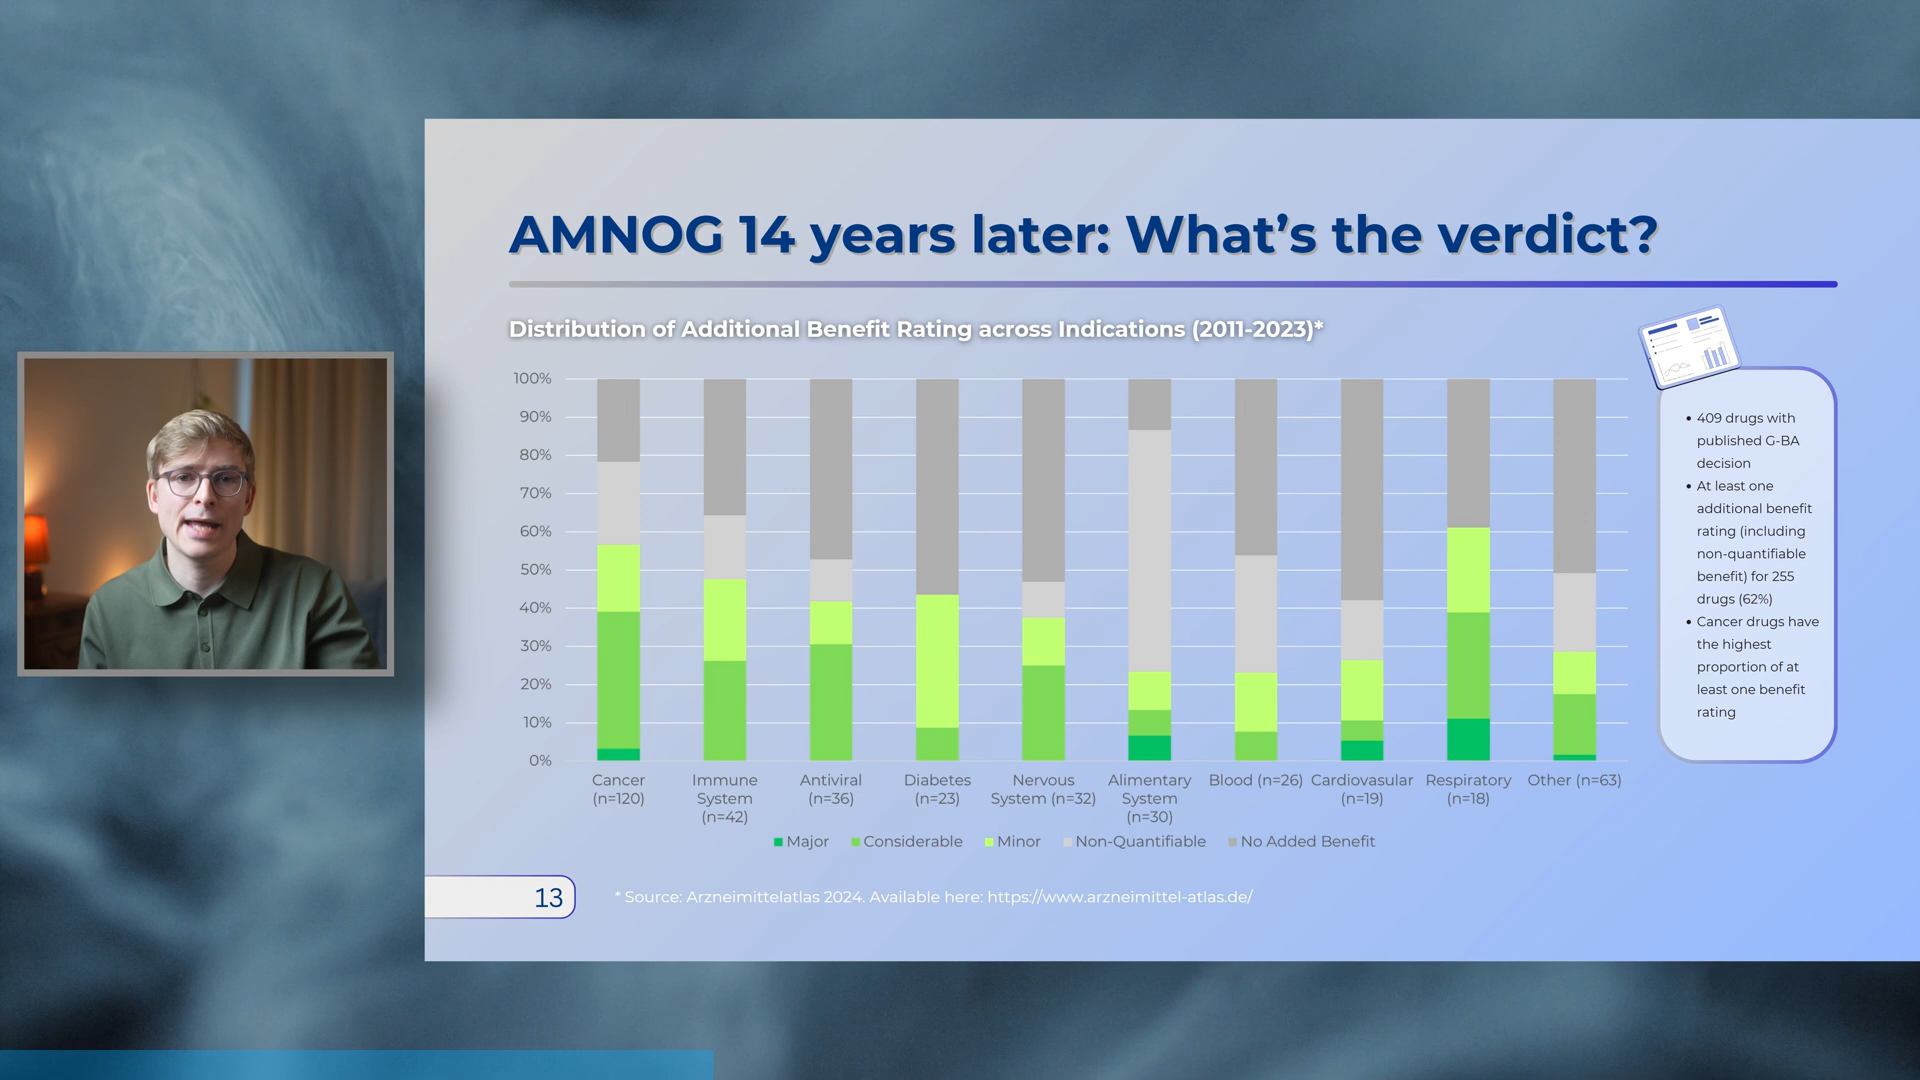 AMNOG 14 years later: What’s the verdict?
Distribution of Additional Benefit Rating across Indications (2011-2023)*
100%
90%
80%
70%
60%
50%
40%
30%
20%
10%
0%
Cancer
(n=120)
Immune
System
(n=42)
Antiviral
(n=36)
Diabetes
(n=23)
Nervous
System (n=32)
Alimentary
System
(n=30)
Blood (n=26)
Cardiovasular
(n=19)
Respiratory
(n=18)
Other (n=63)
Major
Considerable
Minor
Non-Quantifiable
No Added Benefit
• 409 drugs with
published G-BA
decision
• At least one
additional benefit
rating (including
non-quantifiable
benefit) for 255
drugs (62%)
• Cancer drugs have
the highest
proportion of at
least one benefit
rating
13
* Source: Arzneimittelatlas 2024. Available here: https://www.arzneimittel-atlas.de/